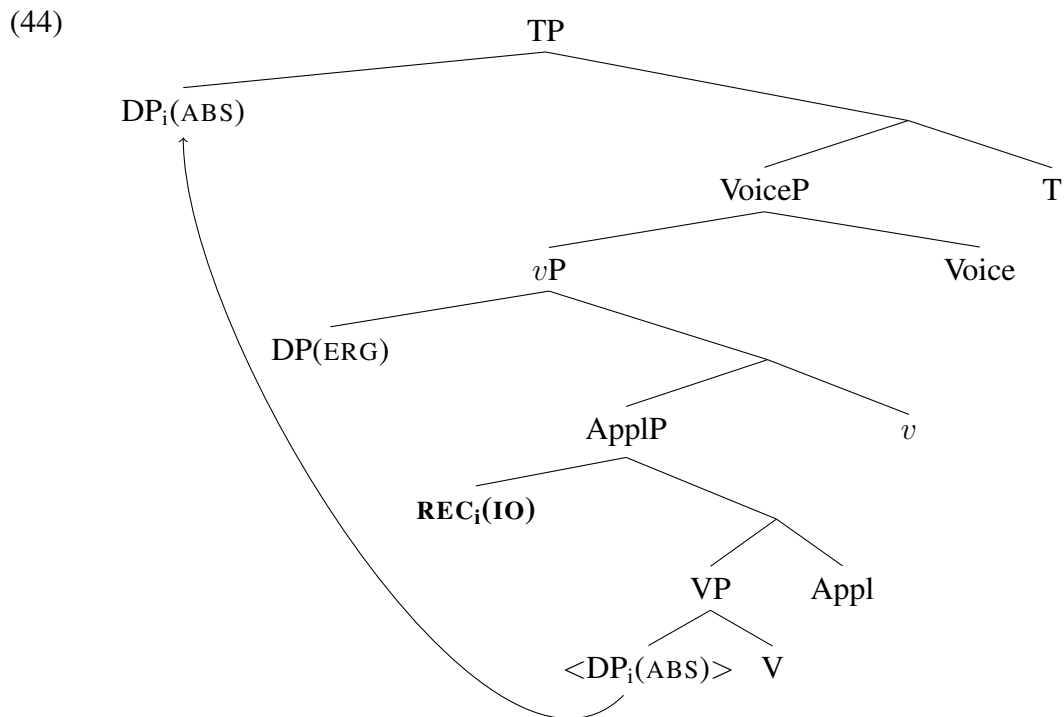 (44)
TP
DPᵢ(ABS)
VoiceP T
vP Voice
DP(ERG)
ApplP v
RECᵢ(IO)
VP Appl
<DPᵢ(ABS)> V